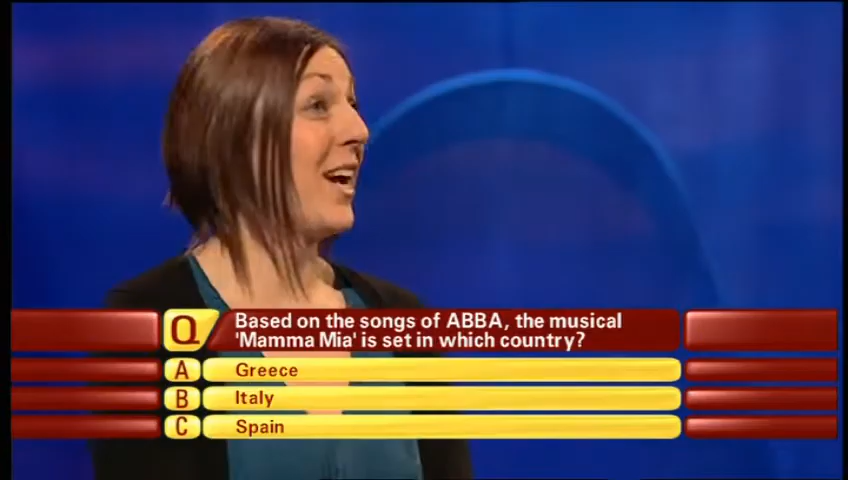 Q Based on the songs of ABBA, the musical
'Mamma Mia' is set in which country?
A Greece
B Italy
C Spain